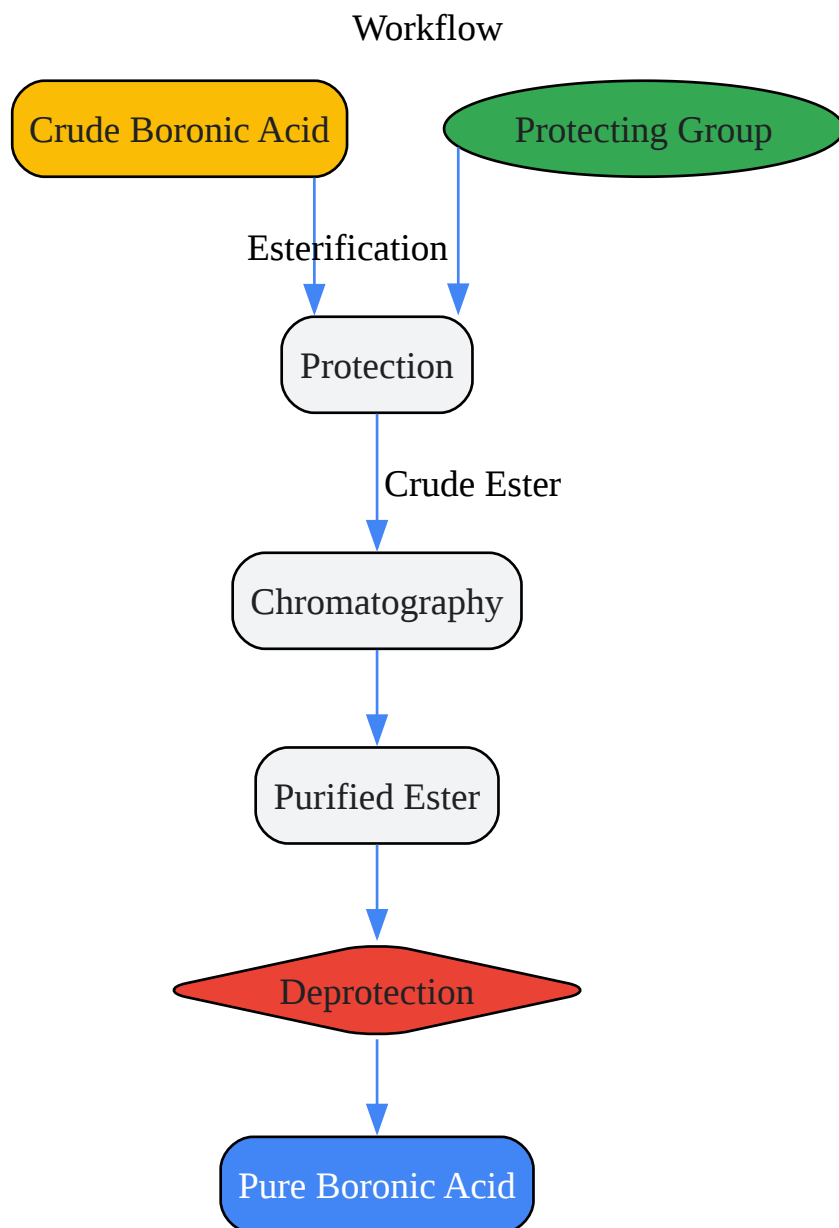 Workflow
Crude Boronic Acid
Protecting Group
Esterification
Protection
Crude Ester
Chromatography
Purified Ester
Deprotection
Pure Boronic Acid